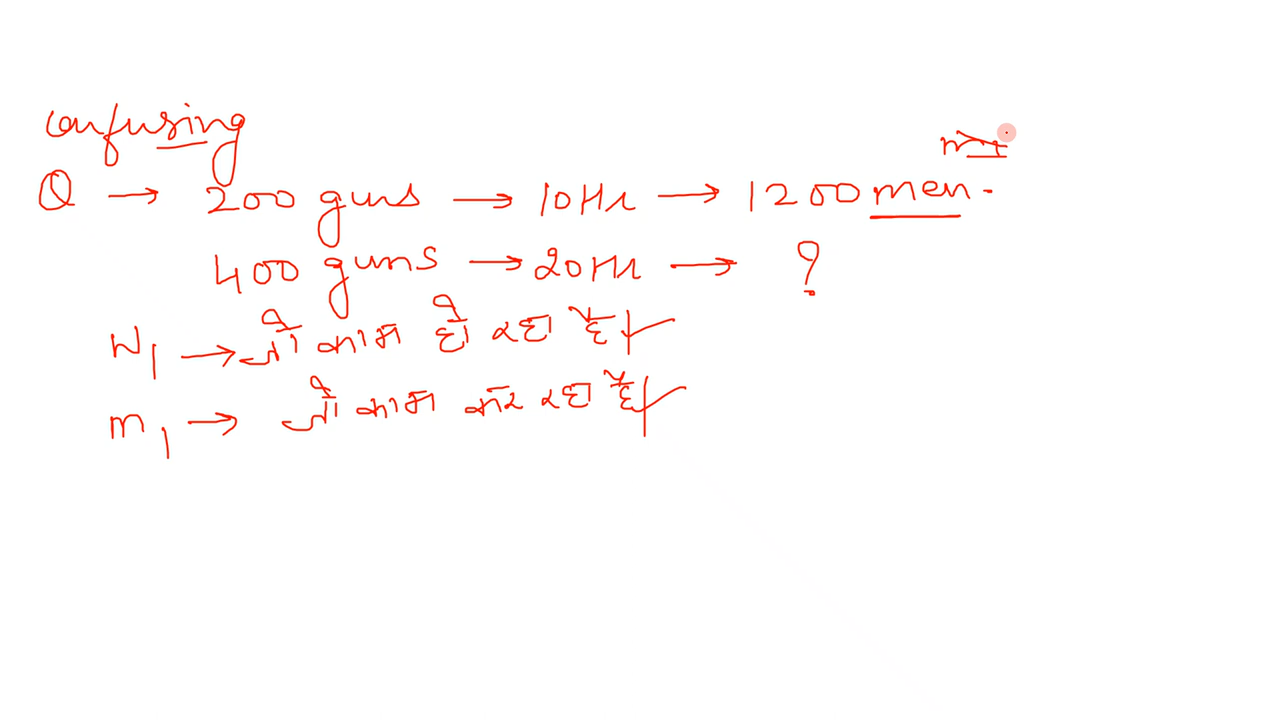 Confusing
Q → 200 guns → 10 Hr → 1200 men.
400 guns → 20 Hr → ?
W₁ → जो काम हो रहा है।
m₁ → जो काम कर रहा है।